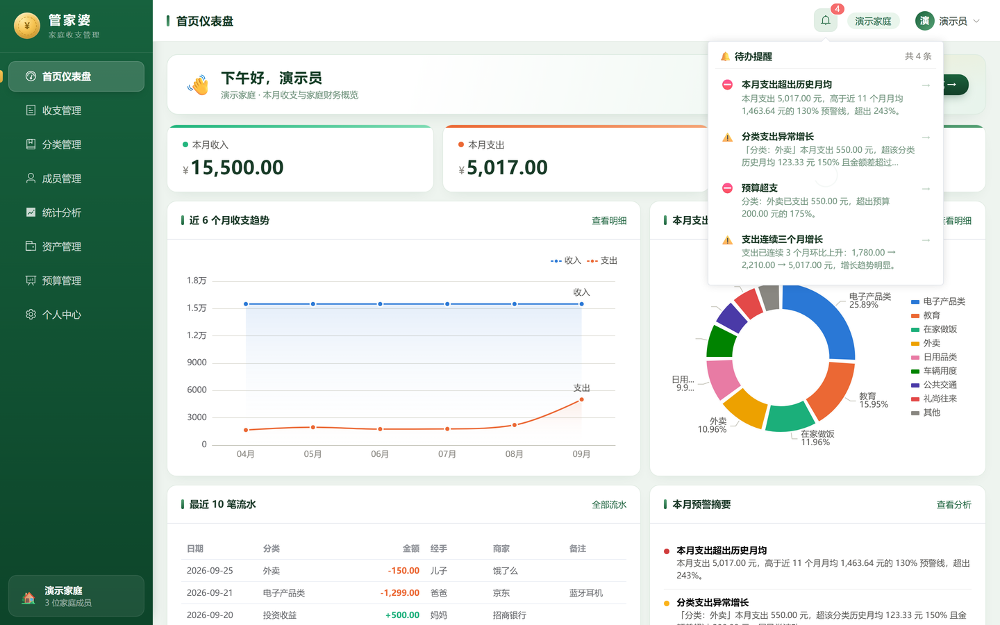 ¥
管家婆
家庭收支管理
首页仪表盘
收支管理
分类管理
成员管理
统计分析
资产管理
预算管理
个人中心
演示家庭
3 位家庭成员
首页仪表盘
4
演示家庭
演
演示员
下午好，演示员
演示家庭 · 本月收支与家庭财务概览
→
待办提醒
共 4 条
本月支出超出历史月均
→
本月支出 5,017.00 元，高于近 11 个月月均
1,463.64 元的 130% 预警线，超出 243%。
分类支出异常增长
→
「分类：外卖」本月支出 550.00 元，超该分类
历史月均 123.33 元 150% 且金额差超过...
预算超支
→
分类：外卖已支出 550.00 元，超出预算
200.00 元的 175%。
支出连续三个月增长
→
支出已连续 3 个月环比上升：1,780.00 →
2,210.00 → 5,017.00 元，增长趋势明显。
本月收入
¥15,500.00
本月支出
¥5,017.00
近 6 个月收支趋势
查看明细
收入
支出
1.8万
1.5万
1.2万
9000
6000
3000
0
收入
支出
04月
05月
06月
07月
08月
09月
本月支出
查看明细
电子产品类
25.89%
教育
15.95%
在家做饭
11.96%
外卖
10.96%
日用...
9.9...
电子产品类
教育
在家做饭
外卖
日用品类
车辆用度
公共交通
礼尚往来
其他
最近 10 笔流水
全部流水
日期 分类 金额 经手 商家 备注
2026-09-25 外卖 -150.00 儿子 饿了么
2026-09-21 电子产品类 -1,299.00 爸爸 京东 蓝牙耳机
2026-09-20 投资收益 +500.00 妈妈 招商银行
本月预警摘要
查看分析
本月支出超出历史月均
本月支出 5,017.00 元，高于近 11 个月月均 1,463.64 元的 130% 预警线，超出
243%。
分类支出异常增长
「分类：外卖」本月支出 550.00 元，超该分类历史月均 123.33 元 150% 且金